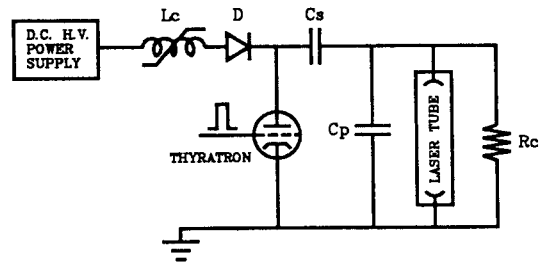 Lc
D
Cs
D.C. H.V.
POWER
SUPPLY
Cp
THYRATRON
LASER TUBE
Rc